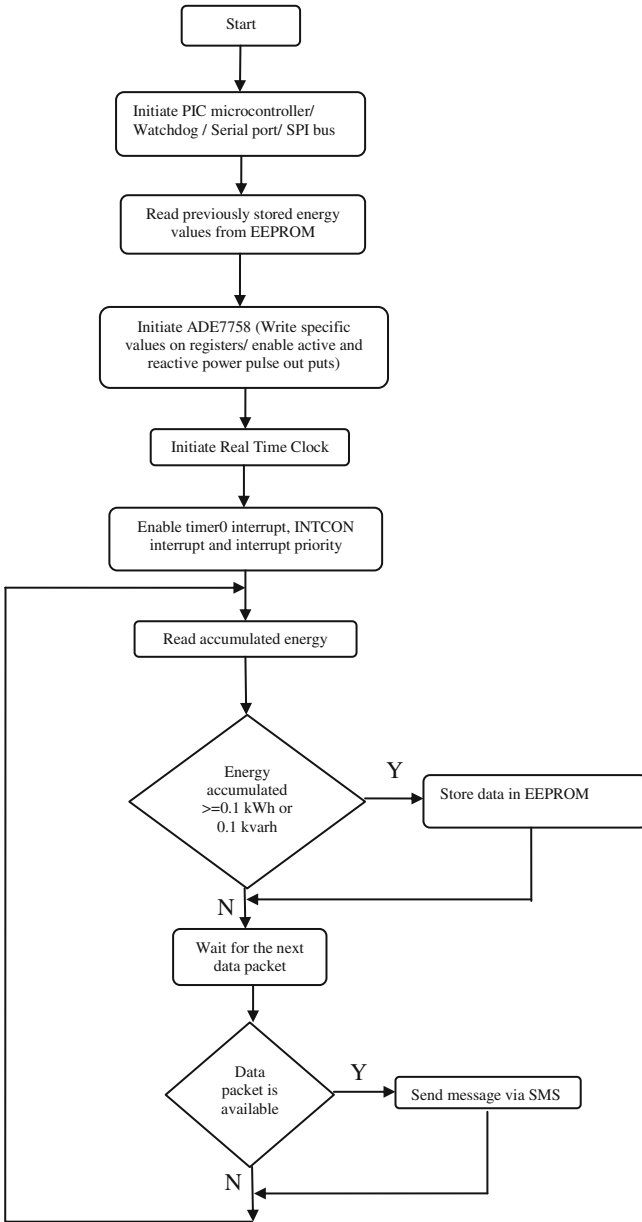 Start
Initiate PIC microcontroller/
Watchdog / Serial port/ SPI bus
Read previously stored energy
values from EEPROM
Initiate ADE7758 (Write specific
values on registers/ enable active and
reactive power pulse out puts)
Initiate Real Time Clock
Enable timer0 interrupt, INTCON
interrupt and interrupt priority
Read accumulated energy
Energy
accumulated
>=0.1 kWh or
0.1 kvarh
Y
Store data in EEPROM
N
Wait for the next
data packet
Data
packet is
available
Y
Send message via SMS
N